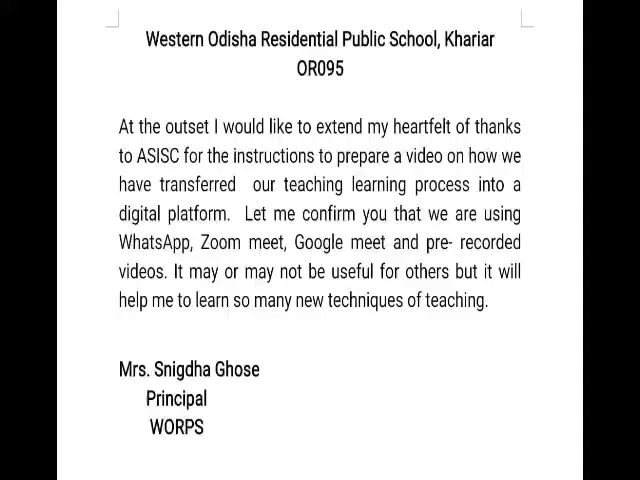 Western Odisha Residential Public School, Khariar
OR095
At the outset I would like to extend my heartfelt of thanks
to ASISC for the instructions to prepare a video on how we
have transferred our teaching learning process into a
digital platform. Let me confirm you that we are using
WhatsApp, Zoom meet, Google meet and pre- recorded
videos. It may or may not be useful for others but it will
help me to learn so many new techniques of teaching.
Mrs. Snigdha Ghose
Principal
WORPS